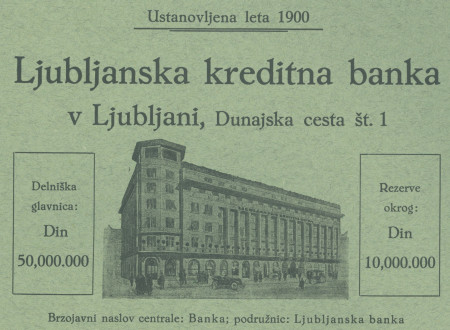 Ustanovljena leta 1900
Ljubljanska kreditna banka
v Ljubljani, Dunajska cesta št. 1
Delniška
glavnica:
Din
50,000.000
Rezerve
okrog:
Din
10,000.000
Brzojavni naslov centrale: Banka; podružnic: Ljubljanska banka